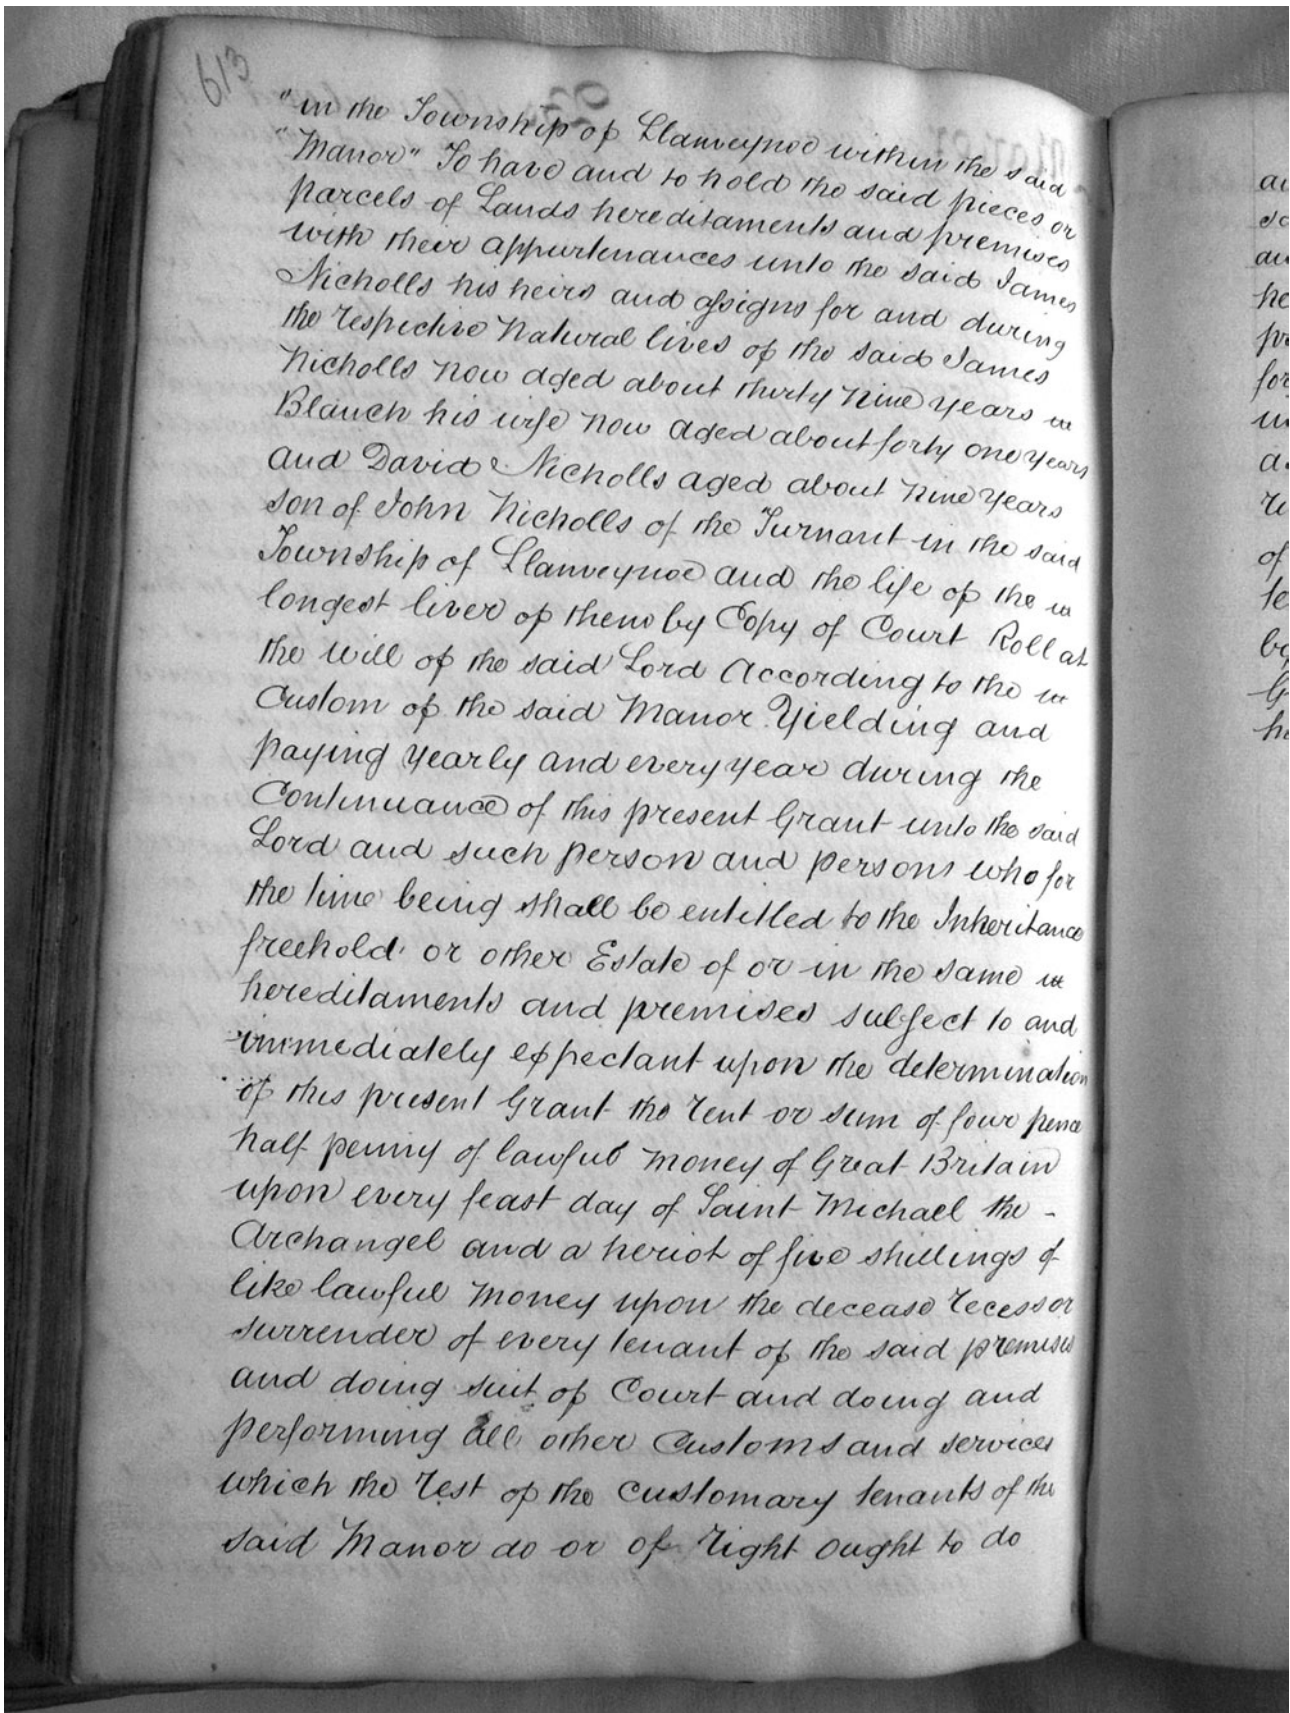 613
"in the Township of Llanveynoe within the said
"Manor" To have and to hold the said pieces or
parcels of Lands hereditaments and premises
with their appurtenances unto the said James
Nicholls his heirs and assigns for and during
the respective Natural lives of the said James
Nicholls now aged about thirty Nine years
Blanch his wife now aged about forty one years
and David Nicholls aged about Nine years
son of John Nicholls of the Turnant in the said
Township of Llanveynoe and the life of the
longest liver of them by Copy of Court Roll at
the will of the said Lord According to the
Custom of the said Manor Yielding and
paying yearly and every year during the
Continuance of this present Grant unto the said
Lord and such person and persons who for
the time being shall be entitled to the Inheritance
freehold or other Estate of or in the same
hereditaments and premises subject to and
immediately expectant upon the determination
of this present Grant the rent or sum of four pence
half penny of lawful money of Great Britain
upon every feast day of Saint Michael the -
Archangel and a heriot of five shillings of
like lawful money upon the decease recess or
surrender of every tenant of the said premises
and doing suit of Court and doing and
performing all other Customs and services
which the rest of the customary tenants of the
said Manor do or of right ought to do